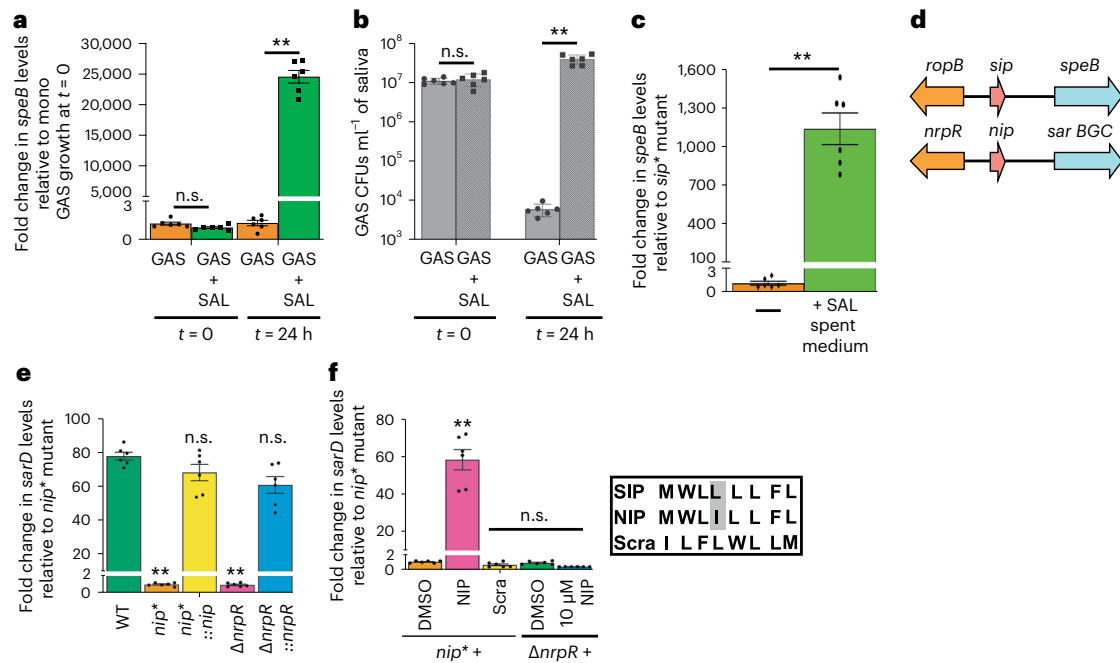 a
Fold change in speB levels
relative to mono
GAS growth at t = 0
30,000
25,000
20,000
15,000
10,000
5,000
3
0
n.s.
**
GAS GAS + SAL GAS GAS + SAL
t = 0 t = 24 h
b
GAS CFUs ml⁻¹ of saliva
10⁸
10⁷
10⁶
10⁵
10⁴
10³
n.s.
**
GAS GAS + SAL GAS GAS + SAL
t = 0 t = 24 h
c
Fold change in speB levels
relative to sip* mutant
1,600
1,300
1,000
700
400
100
3
0
**
—
+ SAL
spent
medium
d
ropB sip speB
nrpR nip sar BGC
e
Fold change in sarD levels
relative to nip* mutant
100
80
60
40
20
2
0
** n.s. ** n.s.
WT
nip*
nip* ::nip
ΔnrpR
ΔnrpR ::nrpR
f
Fold change in sarD levels
relative to nip* mutant
80
60
40
20
2
0
**
n.s.
DMSO
NIP
Scra
DMSO
10 μM NIP
nip* + ΔnrpR +
SIP M W L L L L F L
NIP M W L I L L F L
Scra I L F L W L L M